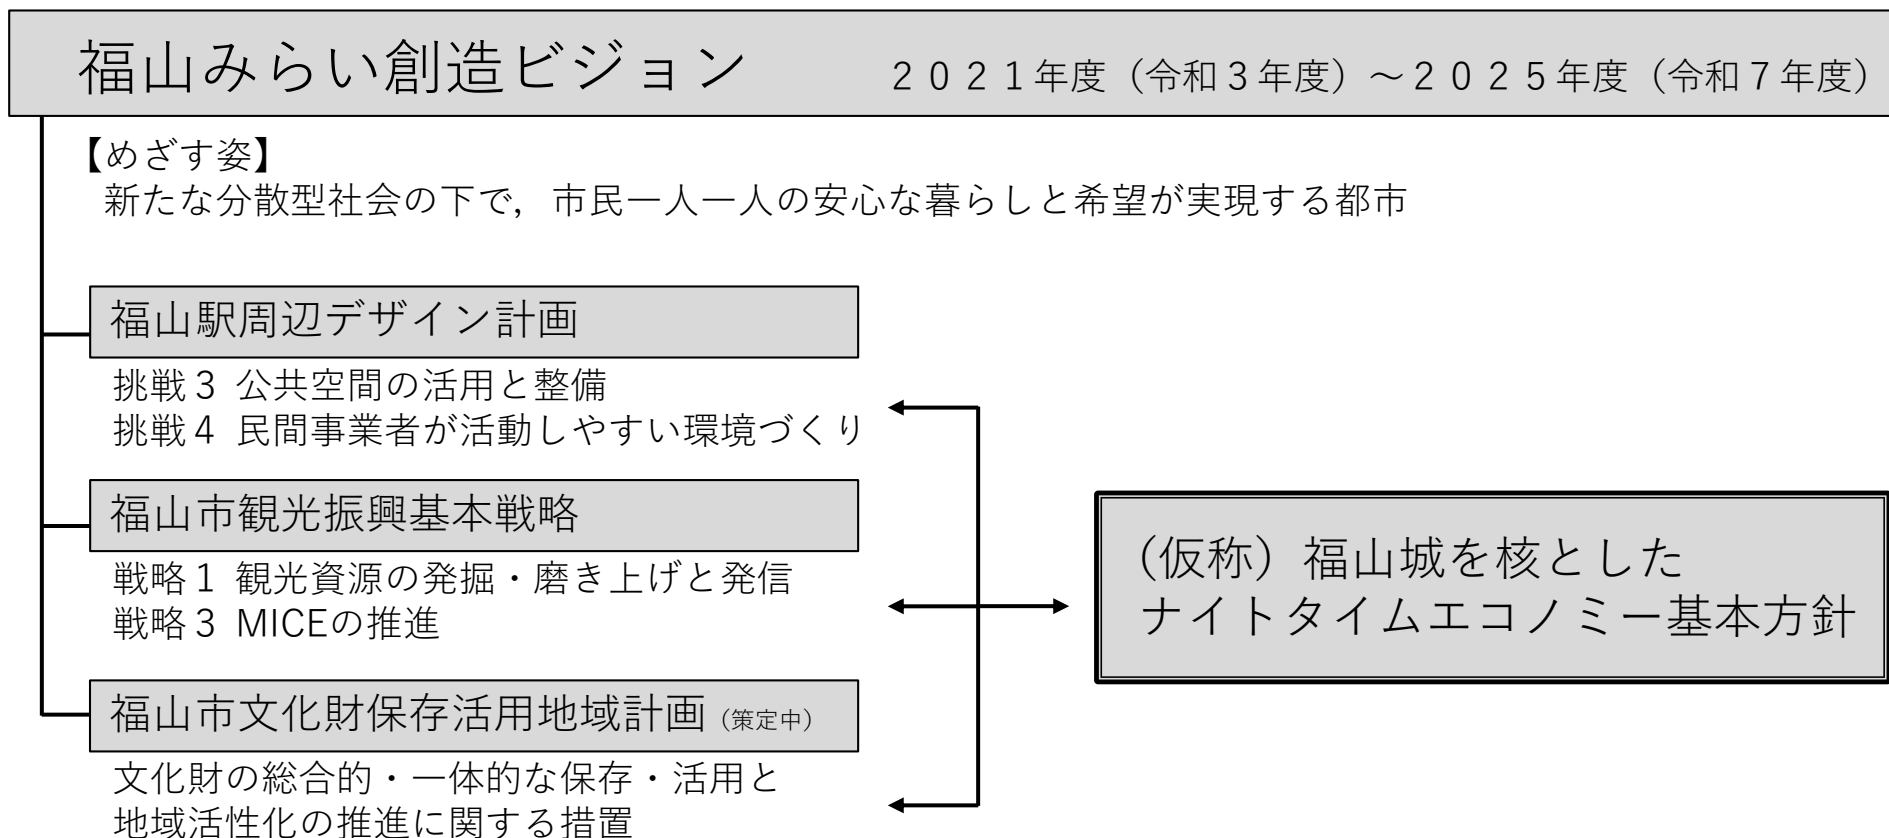 福山みらい創造ビジョン　２０２１年度（令和３年度）～２０２５年度（令和７年度）
【めざす姿】
新たな分散型社会の下で，市民一人一人の安心な暮らしと希望が実現する都市
福山駅周辺デザイン計画
挑戦３ 公共空間の活用と整備
挑戦４ 民間事業者が活動しやすい環境づくり
福山市観光振興基本戦略
戦略１ 観光資源の発掘・磨き上げと発信
戦略３ MICEの推進
福山市文化財保存活用地域計画（策定中）
文化財の総合的・一体的な保存・活用と
地域活性化の推進に関する措置
（仮称）福山城を核とした
ナイトタイムエコノミー基本方針